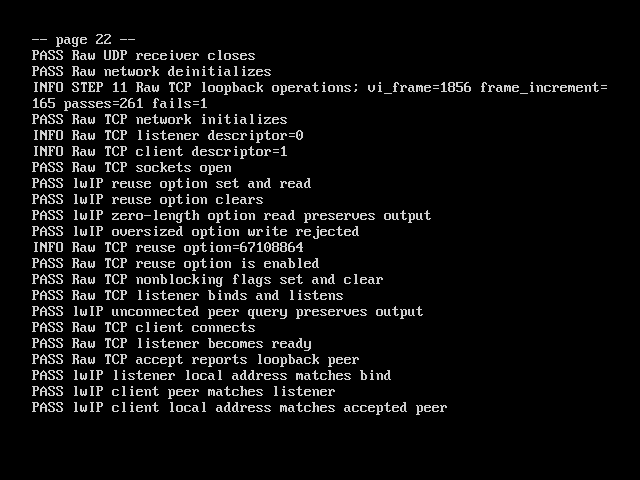 -- page 22 --
PASS Raw UDP receiver closes
PASS Raw network deinitializes
INFO STEP 11 Raw TCP loopback operations; vi_frame=1856 frame_increment=
165 passes=261 fails=1
PASS Raw TCP network initializes
INFO Raw TCP listener descriptor=0
INFO Raw TCP client descriptor=1
PASS Raw TCP sockets open
PASS lwIP reuse option set and read
PASS lwIP reuse option clears
PASS lwIP zero-length option read preserves output
PASS lwIP oversized option write rejected
INFO Raw TCP reuse option=67108864
PASS Raw TCP reuse option is enabled
PASS Raw TCP nonblocking flags set and clear
PASS Raw TCP listener binds and listens
PASS lwIP unconnected peer query preserves output
PASS Raw TCP client connects
PASS Raw TCP listener becomes ready
PASS Raw TCP accept reports loopback peer
PASS lwIP listener local address matches bind
PASS lwIP client peer matches listener
PASS lwIP client local address matches accepted peer